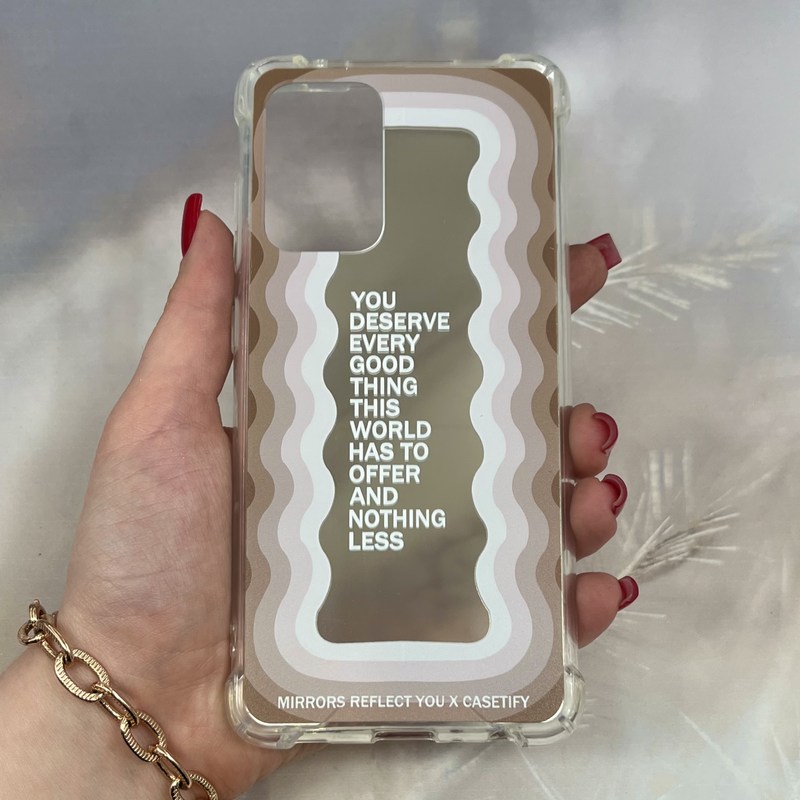 YOU
DESERVE
EVERY
GOOD
THING
THIS
WORLD
HAS TO
OFFER
AND
NOTHING
LESS
MIRRORS REFLECT YOU X CASETIFY